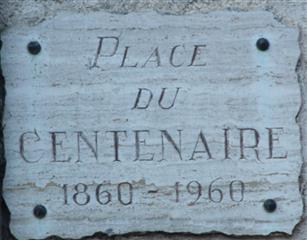 PLACE
DU
CENTENAIRE
1860 - 1960